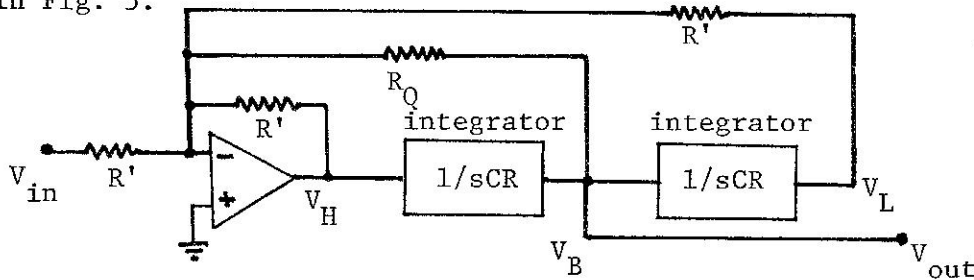 in Fig. 5.
R'
R_Q
R'
integrator
integrator
V_in
R'
-
+
V_H
1/sCR
1/sCR
V_L
V_B
V_out